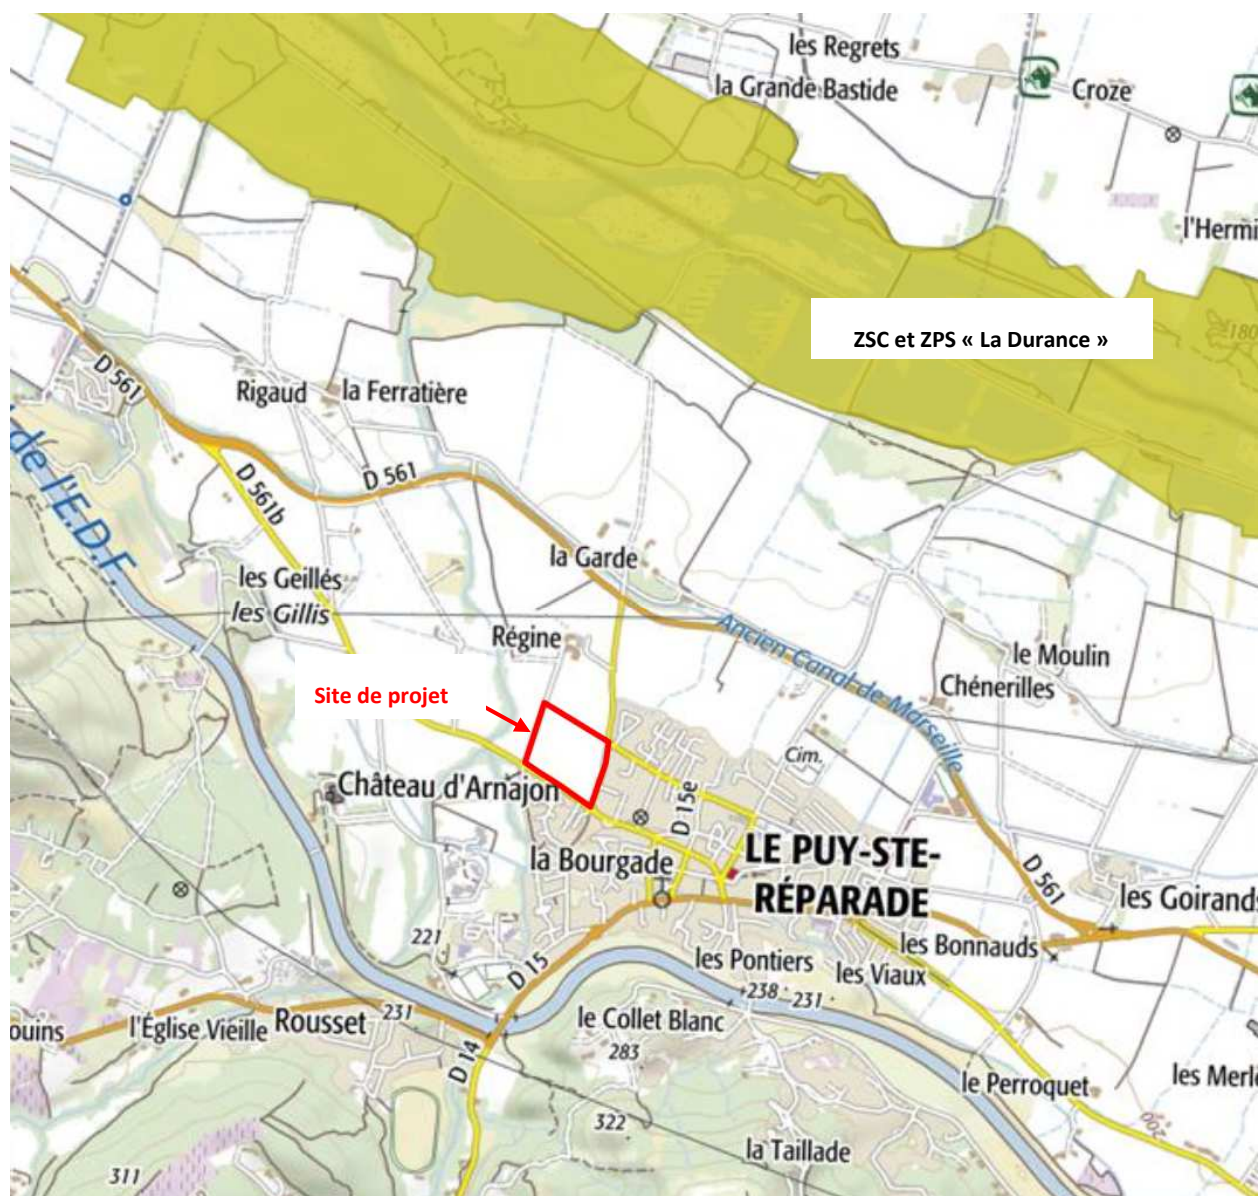 les Regrets
la Grande Bastide
Croze
l'Hermi
ZSC et ZPS « La Durance »
180
D 561
Rigaud
la Ferratière
de l'E.D.F.
D 561b
D 561
la Garde
les Geillés
les Gillis
Régine
Ancien Canal de Marseille
le Moulin
Chénerilles
Site de projet
Cim.
Château d'Arnajon
D 15e
la Bourgade
LE PUY-STE-
RÉPARADE
D 561
les Goirands
221
D 15
les Pontiers
les Viaux
les Bonnauds
238
231
ouins
l'Église Vieille
Rousset
231
le Collet Blanc
283
D 14
le Perroquet
les Merle
200
322
la Taillade
311